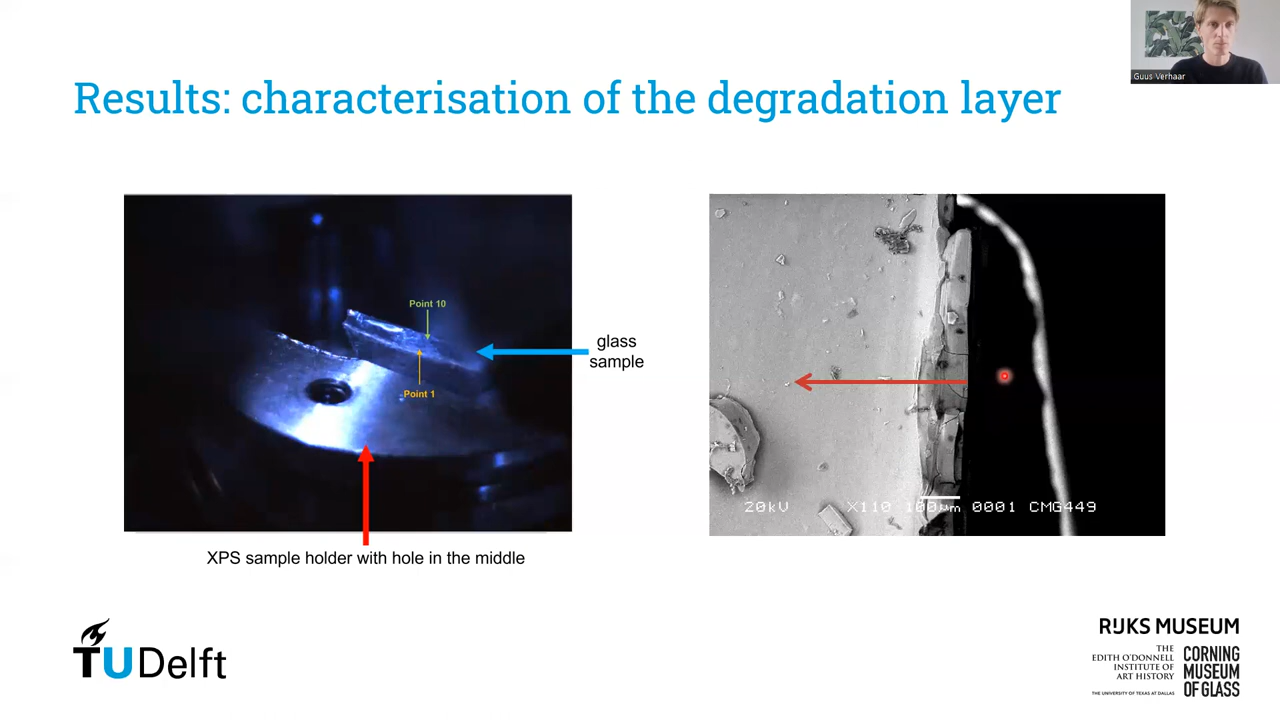 Guus Verhaar
Results: characterisation of the degradation layer
Point 10
Point 1
glass
sample
XPS sample holder with hole in the middle
20kV X110 100µm 0001 CMG449
TUDelft
RIJKS MUSEUM
THE
EDITH O'DONNELL
INSTITUTE OF
ART HISTORY
THE UNIVERSITY OF TEXAS AT DALLAS
CORNING
MUSEUM
OF GLASS